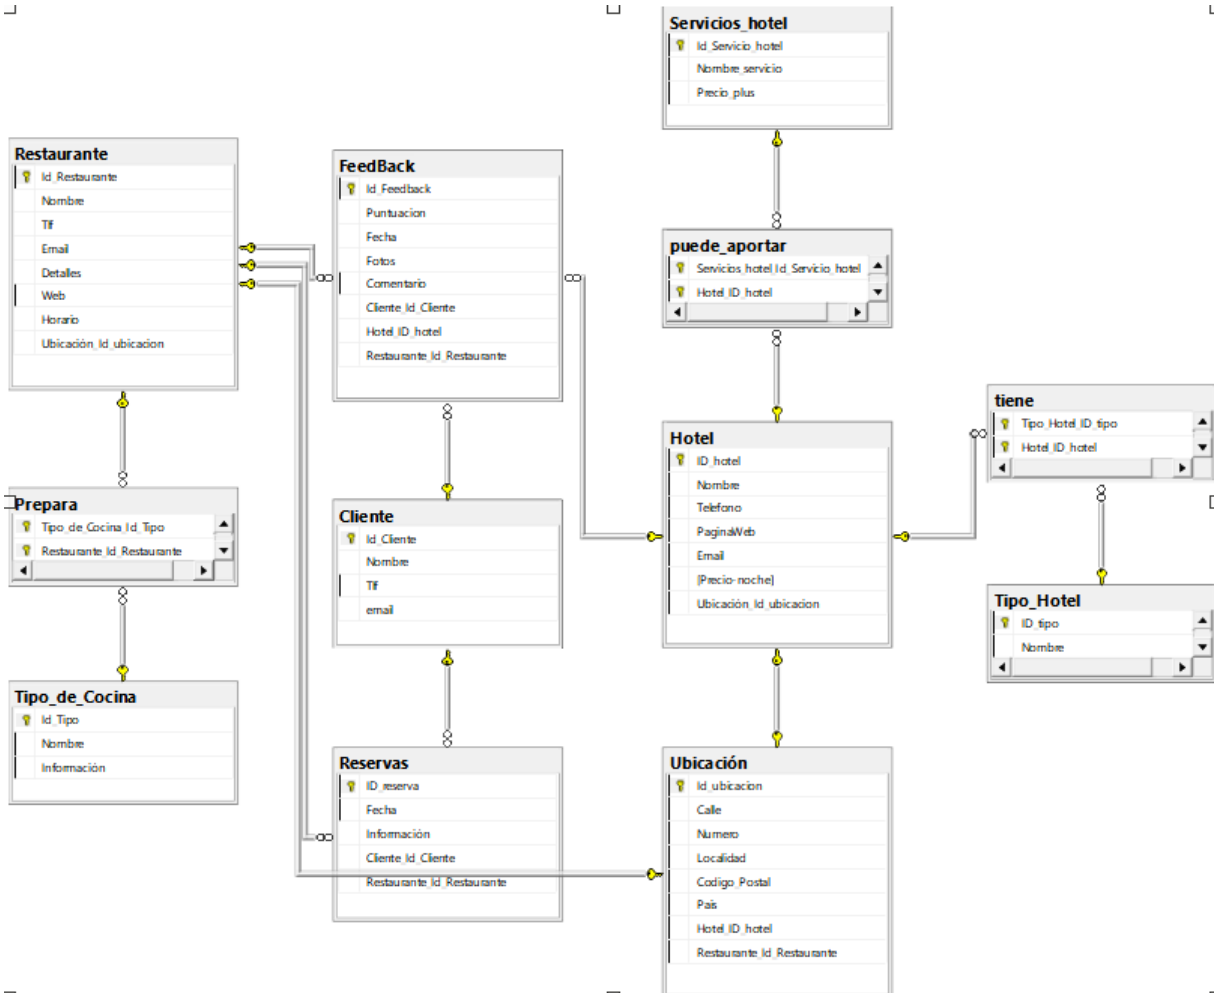 Servicios_hotel
Id_Servicio_hotel
Nombre_servicio
Precio_plus
Restaurante
Id_Restaurante
Nombre
Tlf
Email
Detalles
Web
Horario
Ubicación_Id_ubicacion
FeedBack
Id_Feedback
Puntuacion
Fecha
Fotos
Comentario
Cliente_Id_Cliente
Hotel_ID_hotel
Restaurante_Id_Restaurante
puede_aportar
Servicios_hotel_Id_Servicio_hotel
Hotel_ID_hotel
tiene
Tipo_Hotel_ID_tipo
Hotel_ID_hotel
Hotel
ID_hotel
Nombre
Telefono
PaginaWeb
Email
[Precio-noche]
Ubicación_Id_ubicacion
Prepara
Tipo_de_Cocina_Id_Tipo
Restaurante_Id_Restaurante
Cliente
Id_Cliente
Nombre
Tlf
email
Tipo_Hotel
ID_tipo
Nombre
Tipo_de_Cocina
Id_Tipo
Nombre
Información
Reservas
ID_reserva
Fecha
Información
Cliente_Id_Cliente
Restaurante_Id_Restaurante
Ubicación
Id_ubicacion
Calle
Numero
Localidad
Codigo_Postal
Pais
Hotel_ID_hotel
Restaurante_Id_Restaurante